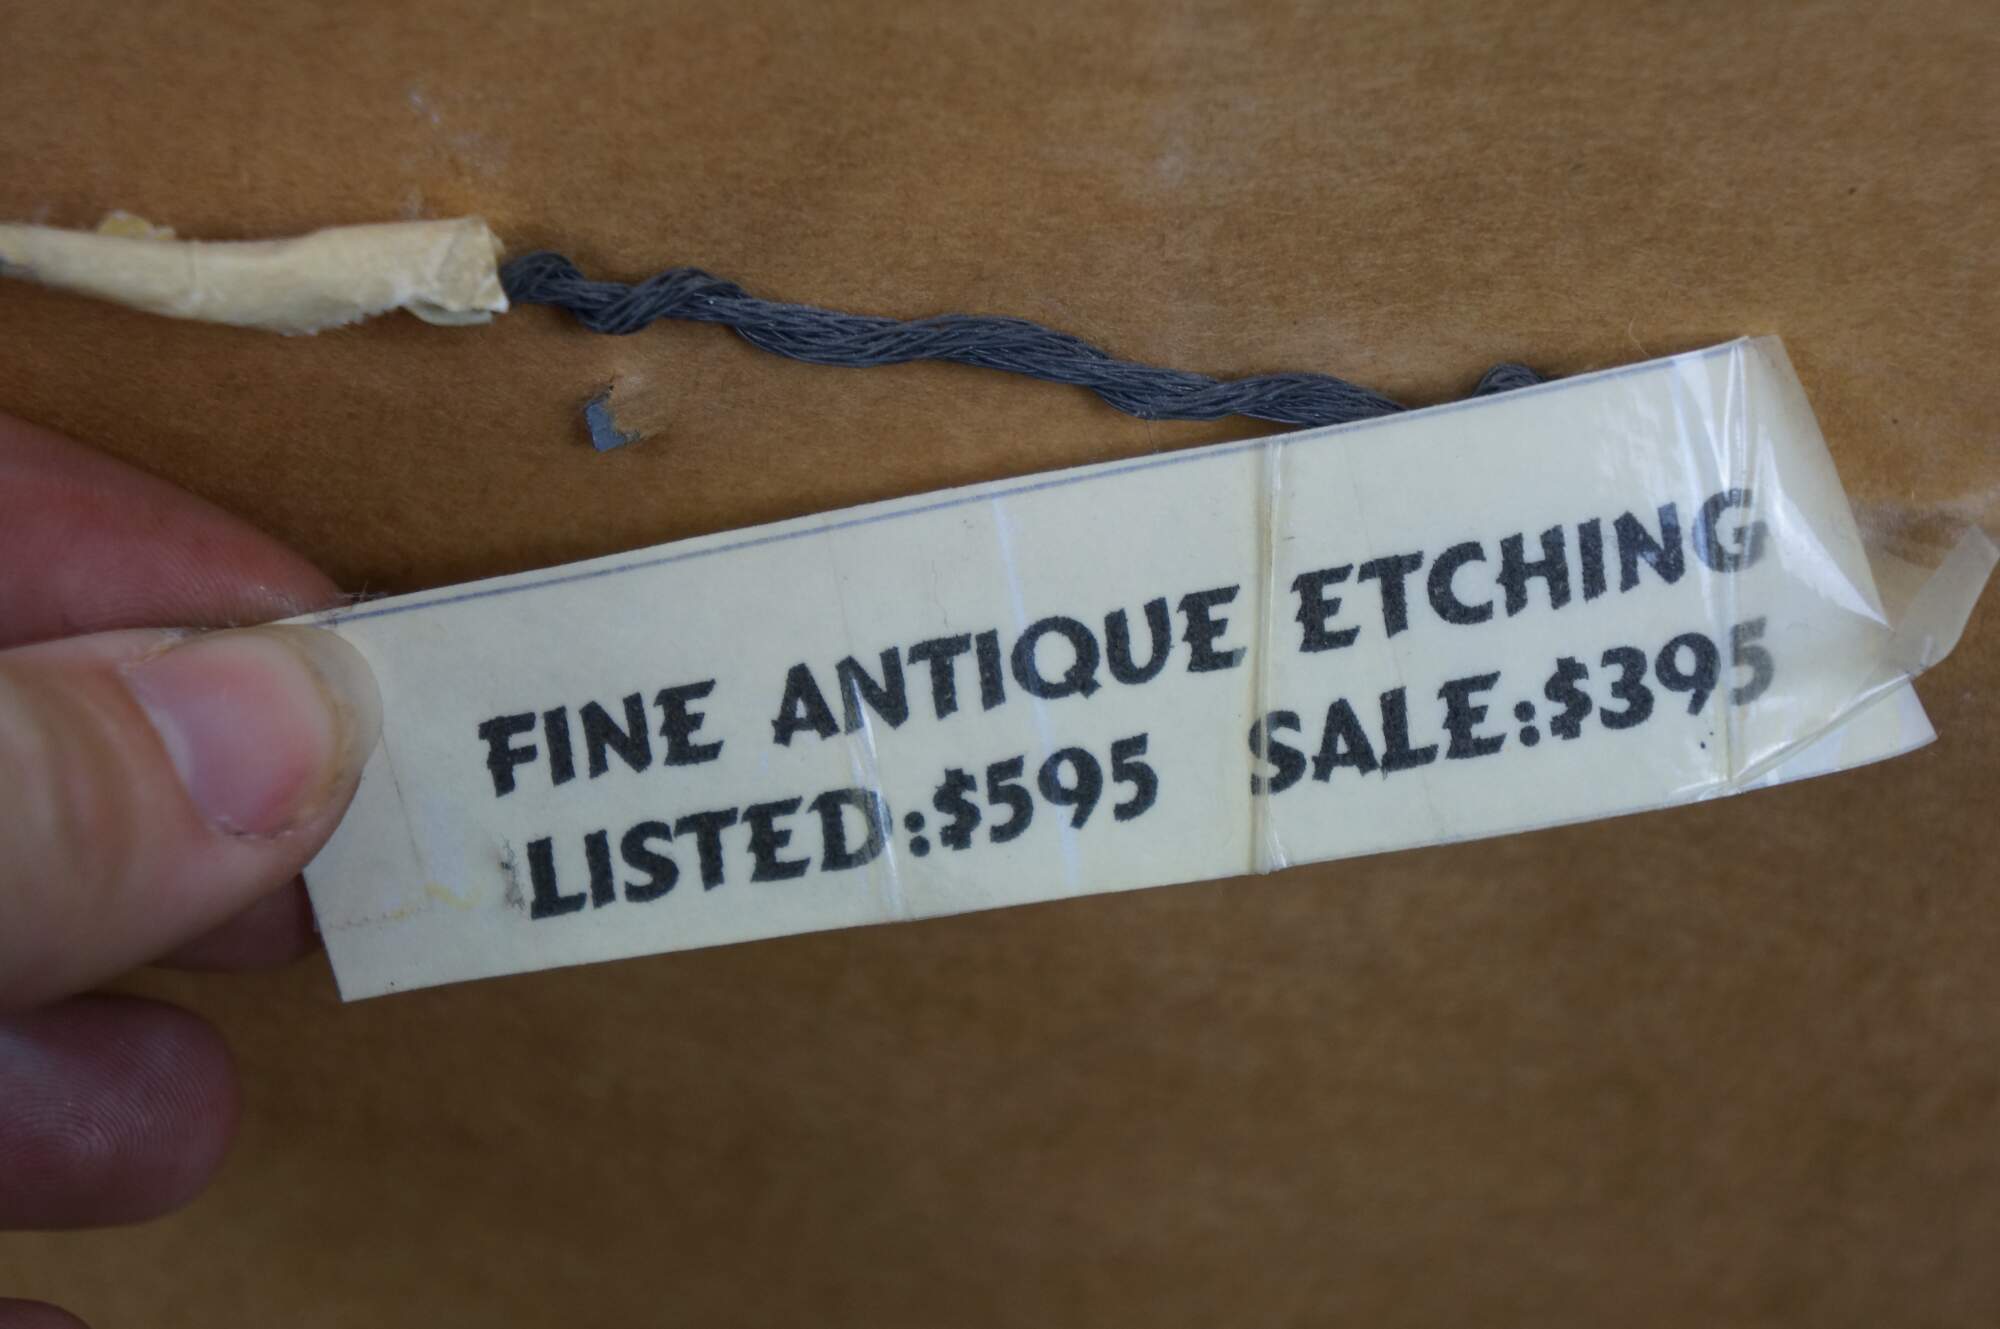 FINE ANTIQUE ETCHING
LISTED:$595 SALE:$395